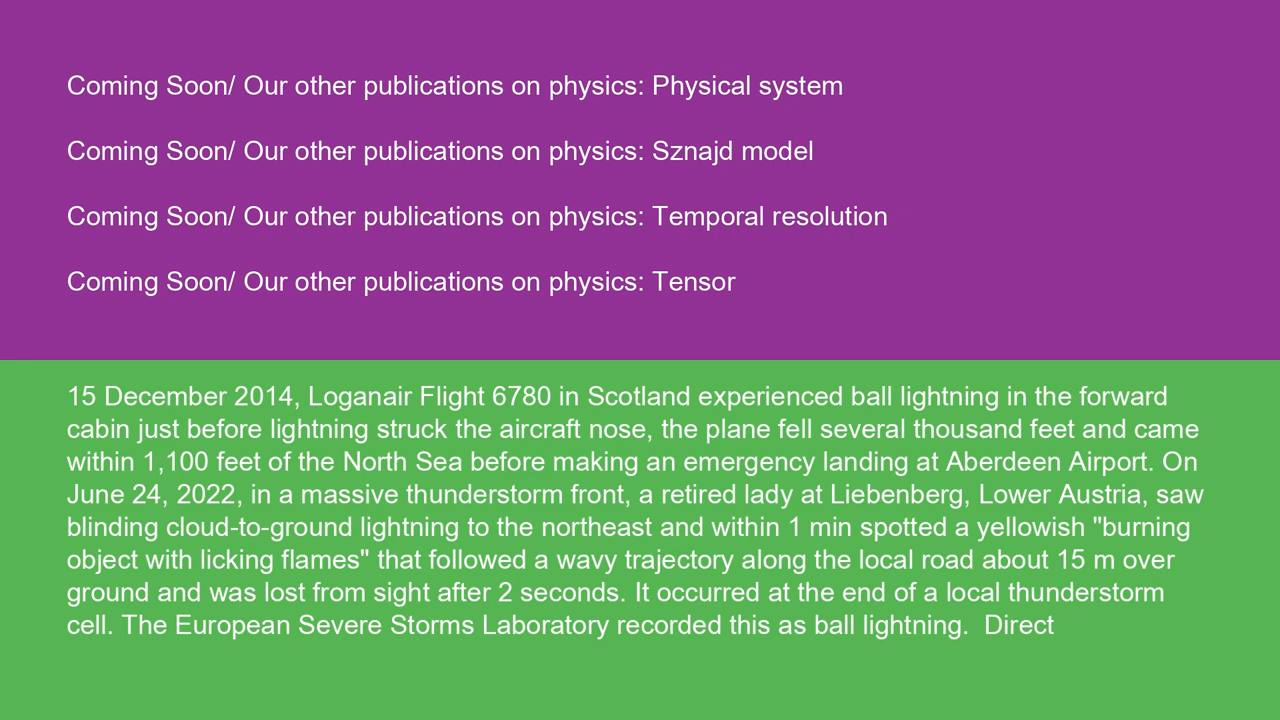 Coming Soon/ Our other publications on physics: Physical system
Coming Soon/ Our other publications on physics: Sznajd model
Coming Soon/ Our other publications on physics: Temporal resolution
Coming Soon/ Our other publications on physics: Tensor
15 December 2014, Loganair Flight 6780 in Scotland experienced ball lightning in the forward
cabin just before lightning struck the aircraft nose, the plane fell several thousand feet and came
within 1,100 feet of the North Sea before making an emergency landing at Aberdeen Airport. On
June 24, 2022, in a massive thunderstorm front, a retired lady at Liebenberg, Lower Austria, saw
blinding cloud-to-ground lightning to the northeast and within 1 min spotted a yellowish "burning
object with licking flames" that followed a wavy trajectory along the local road about 15 m over
ground and was lost from sight after 2 seconds. It occurred at the end of a local thunderstorm
cell. The European Severe Storms Laboratory recorded this as ball lightning.  Direct